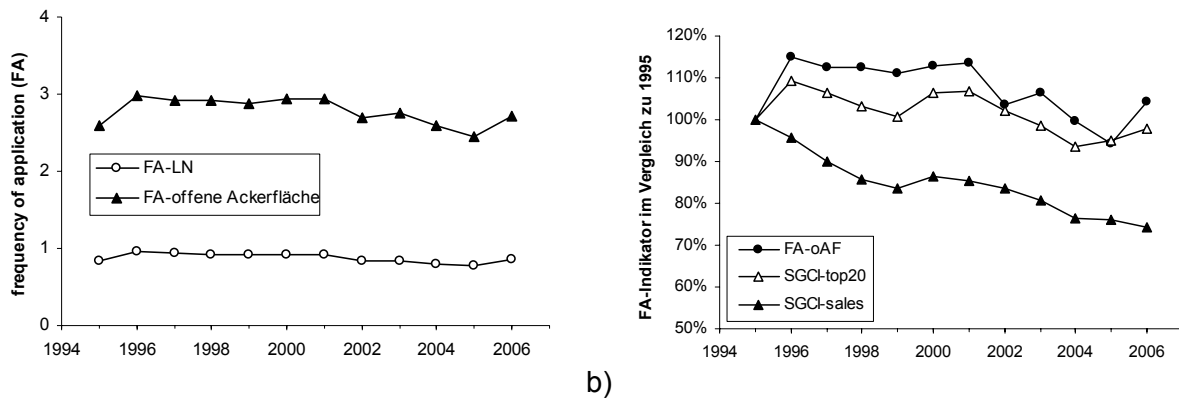 frequency of application (FA)
4
3
2
1
0
FA-LN
FA-offene Ackerfläche
1994 1996 1998 2000 2002 2004 2006
b)
FA-Indikator im Vergleich zu 1995
120%
110%
100%
90%
80%
70%
60%
50%
FA-oAF
SGCI-top20
SGCI-sales
1994 1996 1998 2000 2002 2004 2006